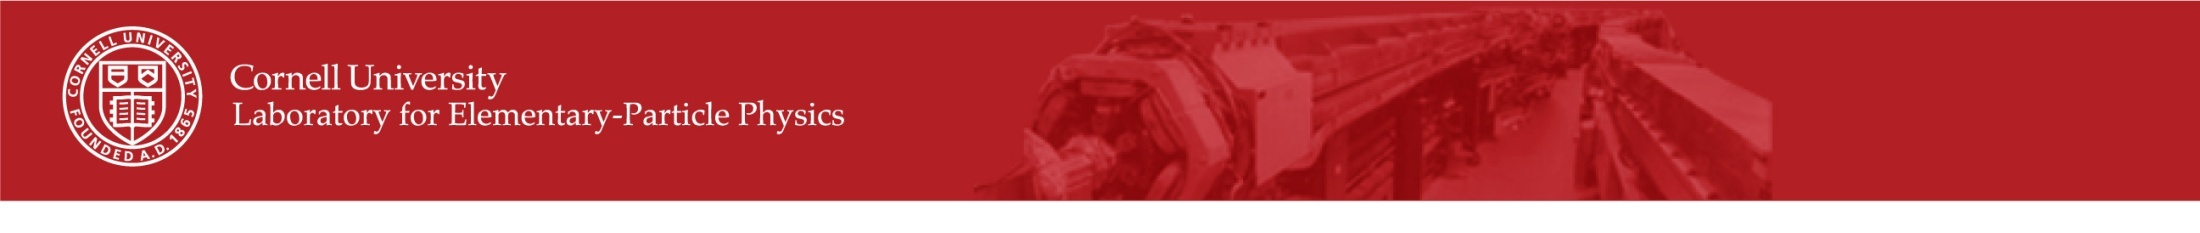 CORNELL UNIVERSITY
FOUNDED A.D. 1865
Cornell University
Laboratory for Elementary-Particle Physics